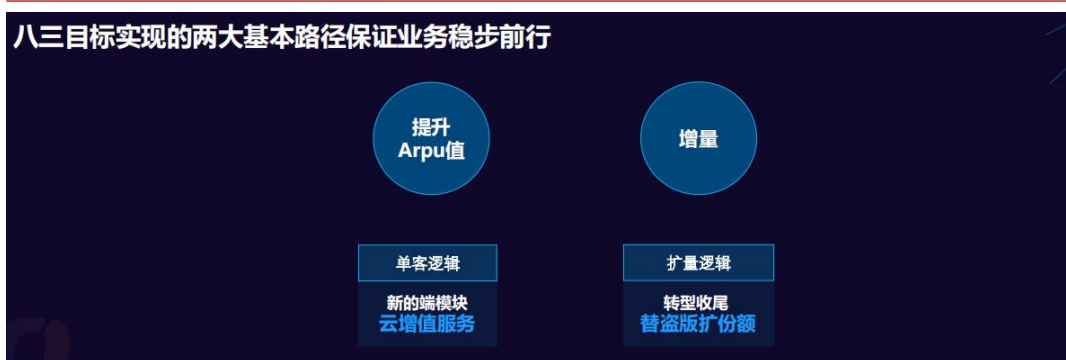 八三目标实现的两大基本路径保证业务稳步前行
提升
Arpu值
增量
单客逻辑
扩量逻辑
新的端模块
云增值服务
转型收尾
替盗版扩份额